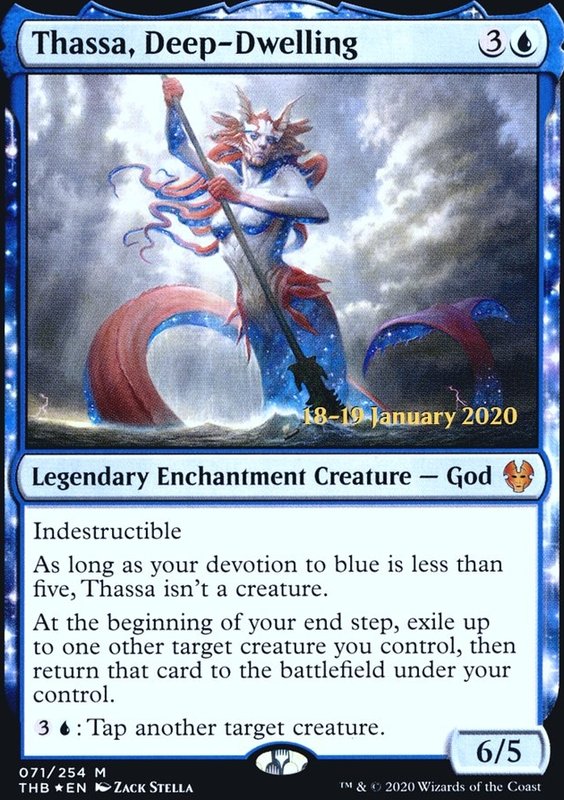 Thassa, Deep-Dwelling 3
18-19 January 2020
Legendary Enchantment Creature — God
Indestructible
As long as your devotion to blue is less than
five, Thassa isn't a creature.
At the beginning of your end step, exile up
to one other target creature you control, then
return that card to the battlefield under your
control.
3 : Tap another target creature.
6/5
071/254 M
THB ★ EN Zack Stella
™ & © 2020 Wizards of the Coast